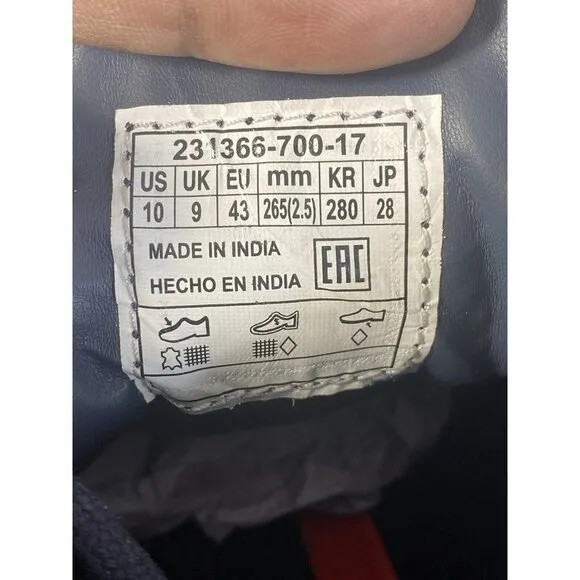 231366-700-17
US UK EU mm KR JP
10 9 43 265(2.5) 280 28
MADE IN INDIA
HECHO EN INDIA
EAC